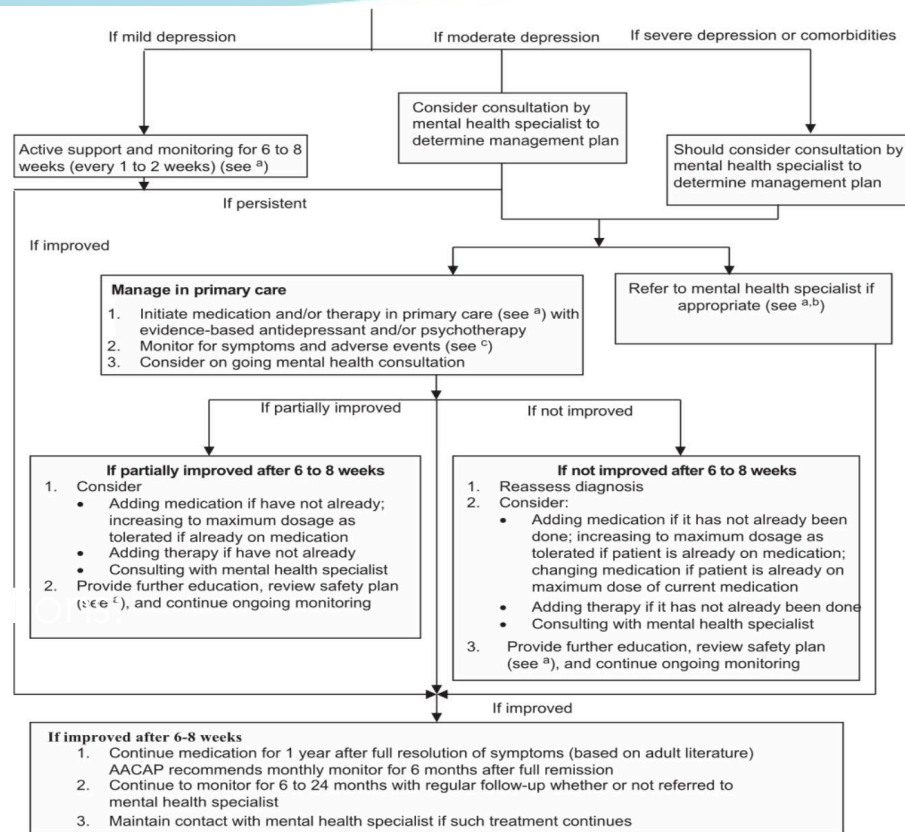 If mild depression
If moderate depression
If severe depression or comorbidities
Consider consultation by
mental health specialist to
determine management plan
Active support and monitoring for 6 to 8
weeks (every 1 to 2 weeks) (see a)
Should consider consultation by
mental health specialist to
determine management plan
If persistent
If improved
Manage in primary care
1. Initiate medication and/or therapy in primary care (see a) with
evidence-based antidepressant and/or psychotherapy
2. Monitor for symptoms and adverse events (see c)
3. Consider on going mental health consultation
Refer to mental health specialist if
appropriate (see a,b)
If partially improved
If not improved
If partially improved after 6 to 8 weeks
1. Consider
• Adding medication if have not already;
increasing to maximum dosage as
tolerated if already on medication
• Adding therapy if have not already
• Consulting with mental health specialist
2. Provide further education, review safety plan
(see), and continue ongoing monitoring
If not improved after 6 to 8 weeks
1. Reassess diagnosis
2. Consider:
• Adding medication if it has not already been
done; increasing to maximum dosage as
tolerated if patient is already on medication;
changing medication if patient is already on
maximum dose of current medication
• Adding therapy if it has not already been done
• Consulting with mental health specialist
3. Provide further education, review safety plan
(see a), and continue ongoing monitoring
If improved
If improved after 6-8 weeks
1. Continue medication for 1 year after full resolution of symptoms (based on adult literature)
AACAP recommends monthly monitor for 6 months after full remission
2. Continue to monitor for 6 to 24 months with regular follow-up whether or not referred to
mental health specialist
3. Maintain contact with mental health specialist if such treatment continues